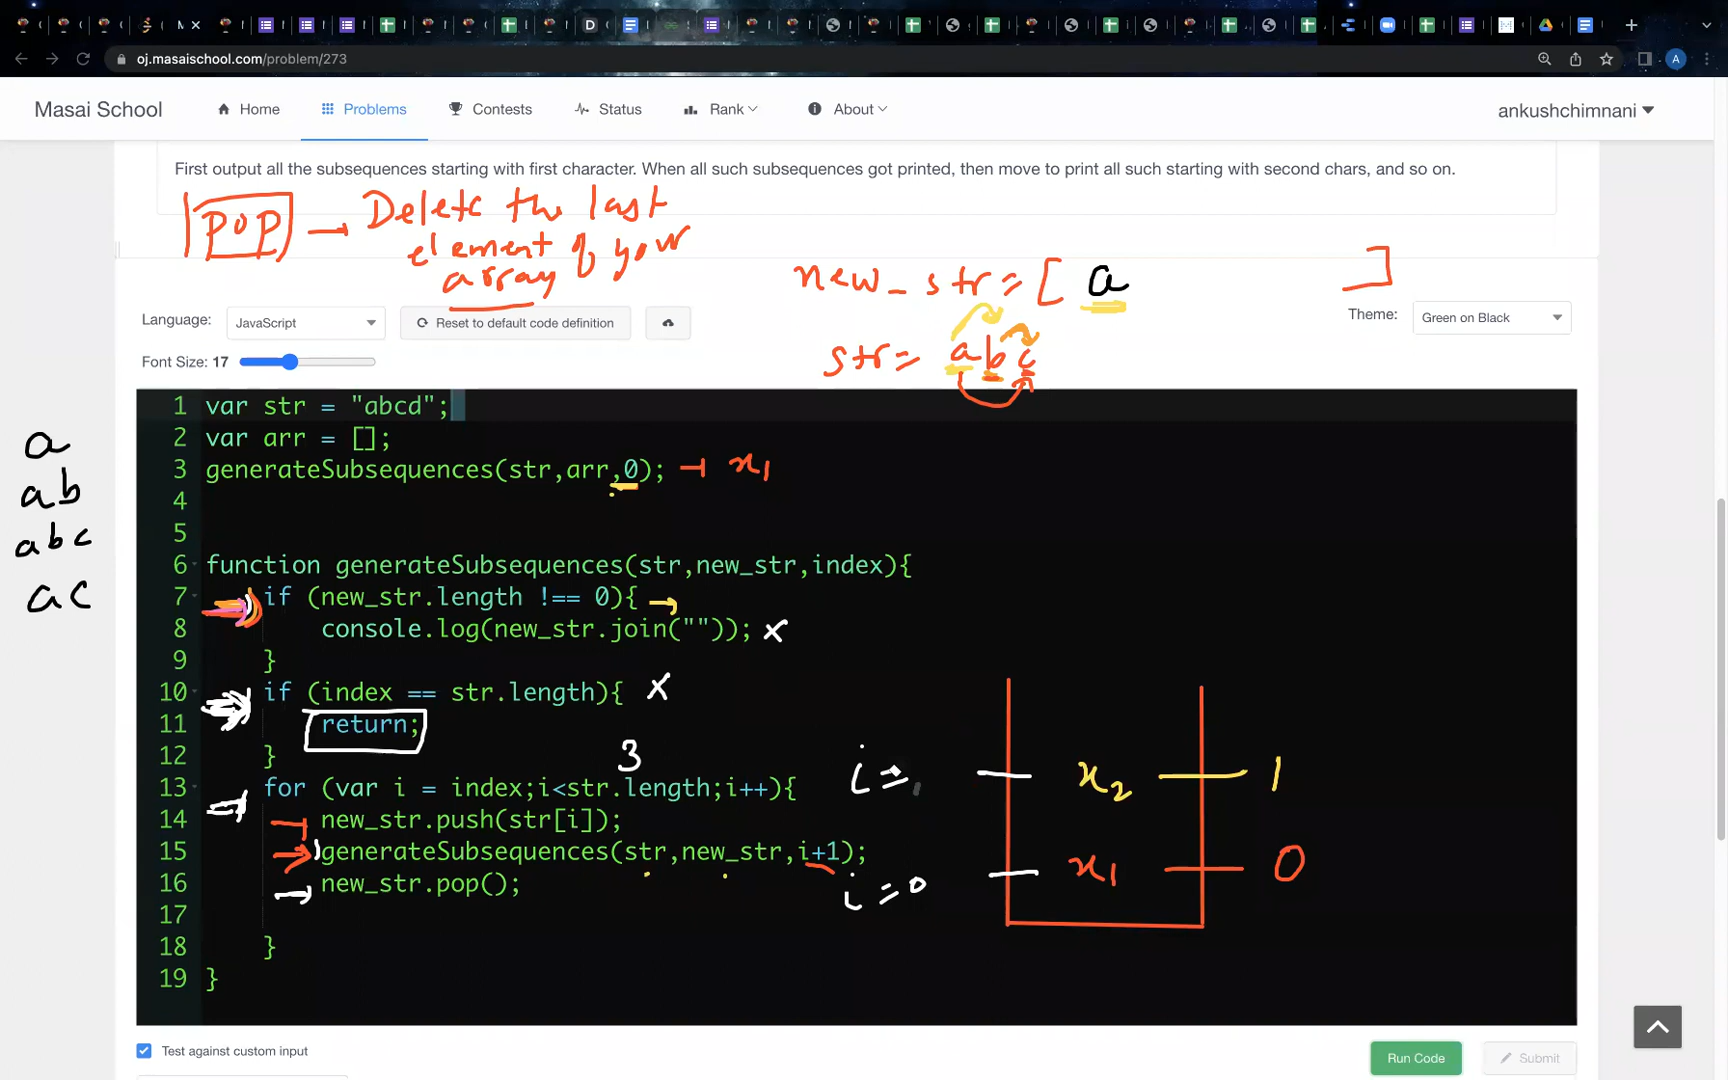 oj.masaischool.com/problem/273
A
Masai School
Home
Problems
Contests
Status
Rank
About
ankushchimnani
First output all the subsequences starting with first character. When all such subsequences got printed, then move to print all such starting with second chars, and so on.
pop → Delete the last
element of your
array
new_str = [ a ]
Language:
JavaScript
Reset to default code definition
Theme:
Green on Black
Font Size: 17
str = abc
1 var str = "abcd";
2 var arr = [];
3 generateSubsequences(str,arr,0); x1
4
5
6 function generateSubsequences(str,new_str,index){
7 if (new_str.length !== 0){
8 console.log(new_str.join("")); x
9 }
10 if (index == str.length){ x
11 return;
12 }
3
13 for (var i = index;i<str.length;i++){
14 new_str.push(str[i]);
15 generateSubsequences(str,new_str,i+1);
16 new_str.pop();
17
18 }
19 }
a
ab
abc
ac
i = x2 1
i = 0 x1 0
Test against custom input
Run Code
Submit